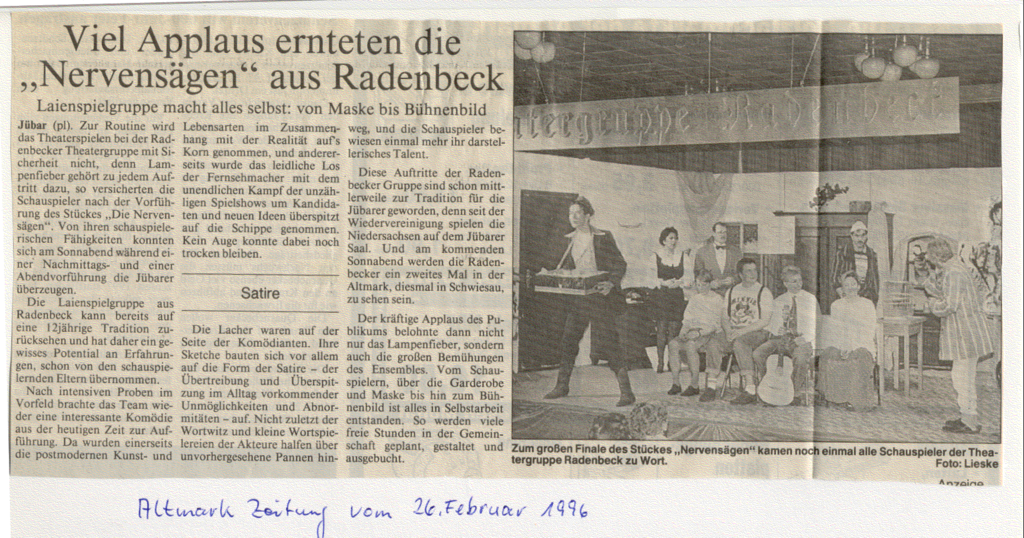 Viel Applaus ernteten die
„Nervensägen“ aus Radenbeck
Laienspielgruppe macht alles selbst: von Maske bis Bühnenbild
Jübar (pl). Zur Routine wird
das Theaterspielen bei der Rad-
enbecker Theatergruppe mit Si-
cherheit nicht, denn Lam-
penfieber gehört zu jedem Auf-
tritt dazu, so versicherten die
Schauspieler nach der Vorfüh-
rung des Stückes „Die Nerven-
sägen“. Von ihren schauspiele-
rischen Fähigkeiten konnten
sich am Sonnabend während ei-
ner Nachmittags- und einer
Abendvorführung die Jübarer
überzeugen.
Die Laienspielgruppe aus
Radenbeck kann bereits auf
eine 12jährige Tradition zu-
rücksehen und hat daher ein ge-
wisses Potential an Erfahrun-
gen, schon von den schauspie-
lernden Eltern übernommen.
Nach intensiven Proben im
Vorfeld brachte das Team wie-
der eine interessante Komödie
aus der heutigen Zeit zur Auf-
führung. Da wurden einerseits
die postmodernen Kunst- und
Lebensarten im Zusammen-
hang mit der Realität auf's
Korn genommen, und anderer-
seits wurde das leidliche Los
der Fernsehmacher mit dem
unendlichen Kampf der unzäh-
ligen Spielshows um Kandida-
ten und neuen Ideen überspitzt
auf die Schippe genommen.
Kein Auge konnte dabei noch
trocken bleiben.
Satire
Die Lacher waren auf der
Seite der Komödianten. Ihre
Sketche bauten sich vor allem
auf die Form der Satire – der
Übertreibung und Überspit-
zung im Alltag vorkommender
Unmöglichkeiten und Abnor-
mitäten – auf. Nicht zuletzt der
Wortwitz und kleine Wortspie-
lereien der Akteure halfen über
unvorhergesehene Pannen hin-
weg, und die Schauspieler be-
wiesen einmal mehr ihr darstel-
lerisches Talent.
Diese Auftritte der Raden-
becker Gruppe sind schon mitt-
lerweile zur Tradition für die
Jübarer geworden, denn seit der
Wiedervereinigung spielen die
Niedersachsen auf dem Jübarer
Saal. Und am kommenden
Sonnabend werden die Raden-
becker ein zweites Mal in der
Altmark, diesmal in Schwiesau,
zu sehen sein.
Der kräftige Applaus des Pu-
blikums belohnte dann nicht
nur das Lampenfieber, sondern
auch die großen Bemühungen
des Ensembles. Vom Schau-
spielern, über die Garderobe
und Maske bis hin zum Büh-
nenbild ist alles in Selbstarbeit
entstanden. So werden viele
freie Stunden in der Gemein-
schaft geplant, gestaltet und
ausgebucht.
atergruppe Radenbeck
Zum großen Finale des Stückes „Nervensägen“ kamen noch einmal alle Schauspieler der Thea-
tergruppe Radenbeck zu Wort.
Foto: Lieske
Anzeige
Altmark Zeitung vom 26. Februar 1996